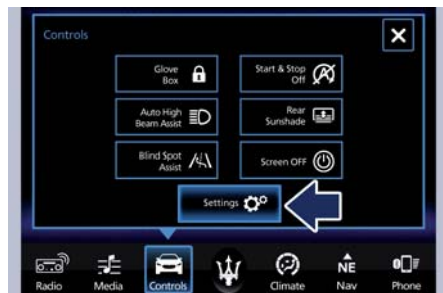 Controls
Glove
Box
Start & Stop
Off
Auto High
Beam Assist
Rear
Sunshade
Blind Spot
Assist
Screen OFF
Settings
NE
Radio
Media
Controls
Climate
Nav
Phone